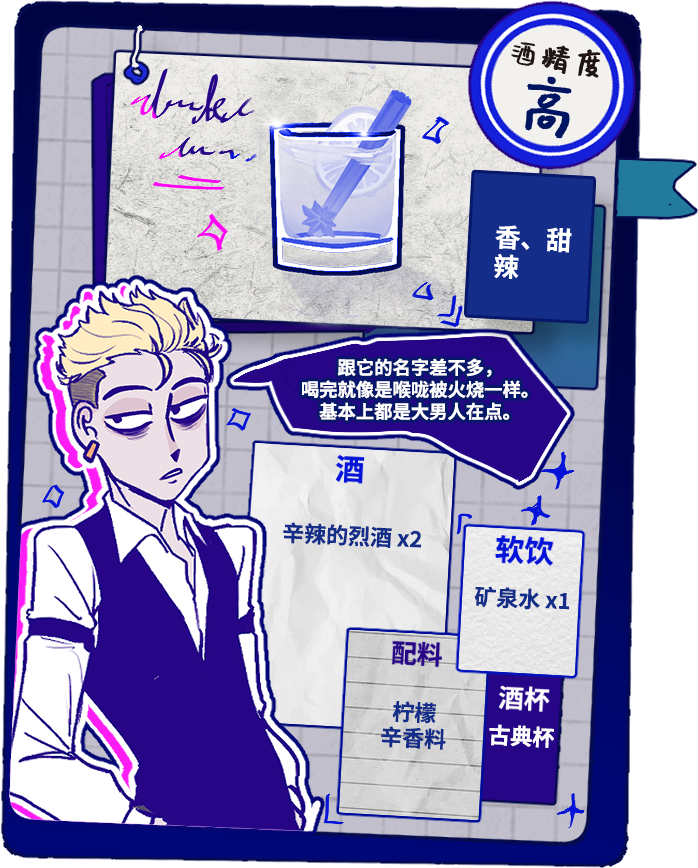 酒精度
高
香、甜
辣
跟它的名字差不多，
喝完就像是喉咙被火烧一样。
基本上都是大男人在点。
酒
辛辣的烈酒 x2
软饮
矿泉水 x1
配料
柠檬
辛香料
酒杯
古典杯